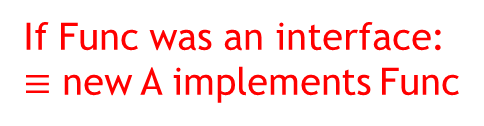 If Func was an interface:
≡ new A implements Func